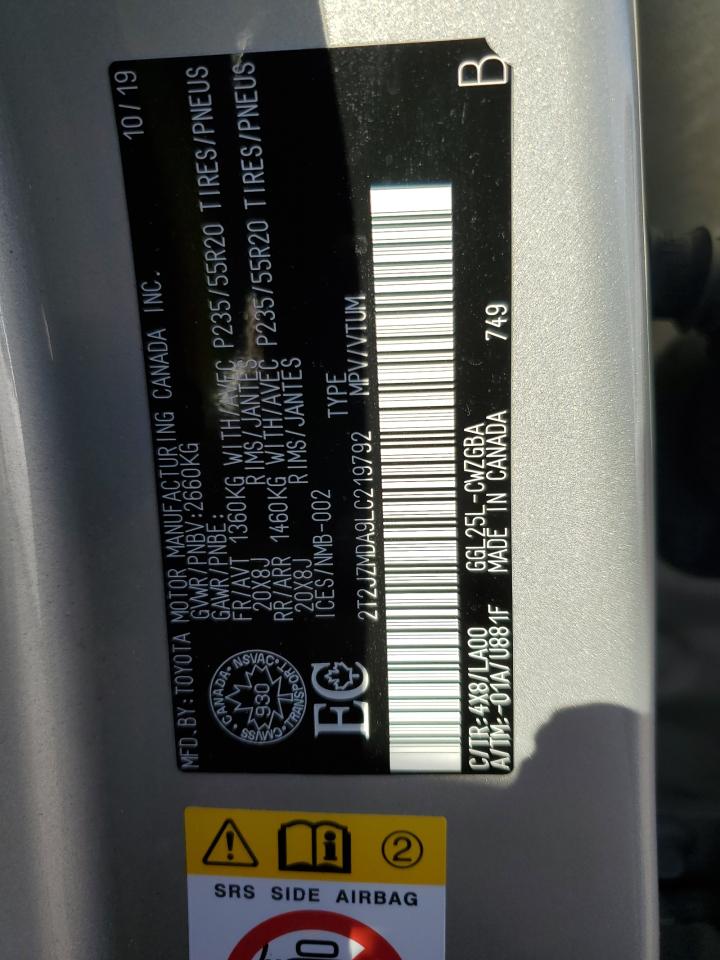 MFD.BY:TOYOTA MOTOR MANUFACTURING CANADA INC. 10/19
GVWR/PNBV:2660KG
GAWR/PNBE:
FR/AVT 1360KG WITH/AVEC P235/55R20 TIRES/PNEUS
20X8J RIMS/JANTES
RR/ARR 1460KG WITH/AVEC P235/55R20 TIRES/PNEUS
20X8J RIMS/JANTES
ICES/NMB-002 TYPE
2T2JZMDA9LC219792 MPV/VTUM
CANADA NSVAC
930
CMVSS TRANSPORT
EC
B
C/TR:4X8/LA00 GGL25L-CWZGBA
A/TM:-01A/U881F MADE IN CANADA 749
2
SRS SIDE AIRBAG